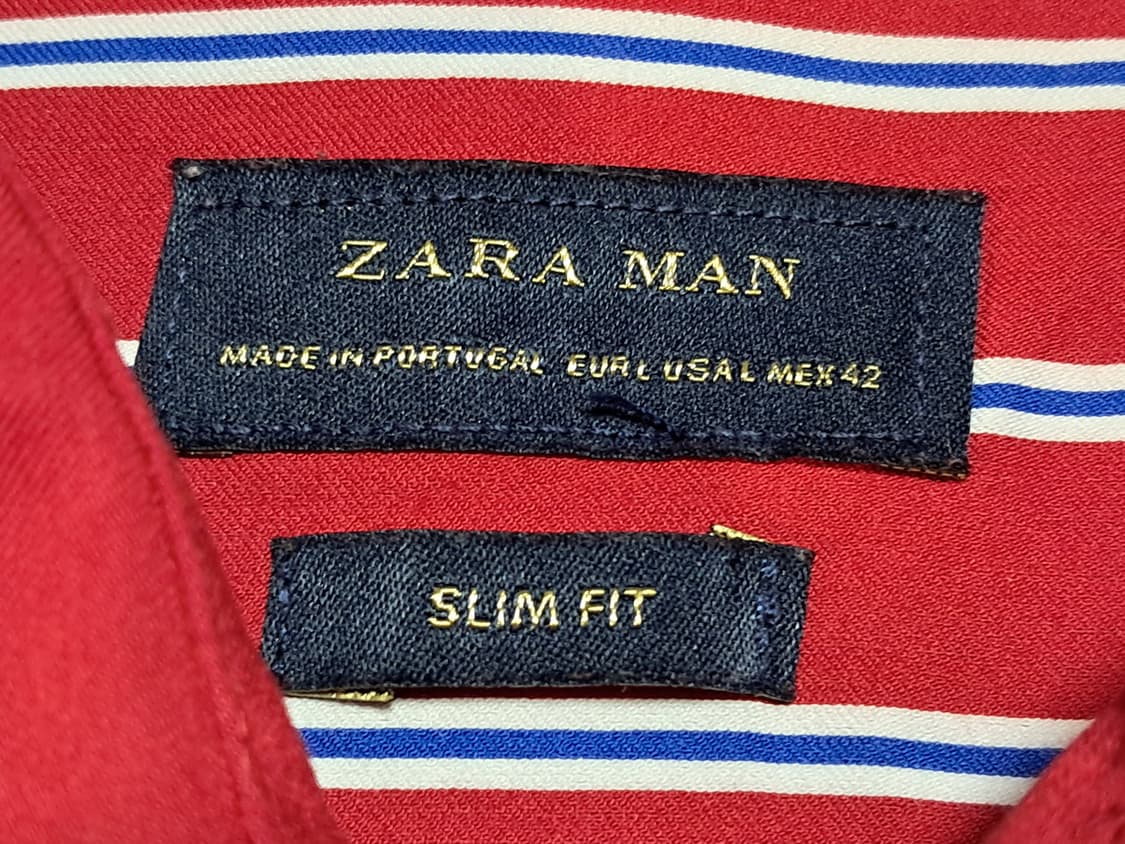 ZARA MAN
MADE IN PORTUGAL EUR L USA L MEX 42
SLIM FIT